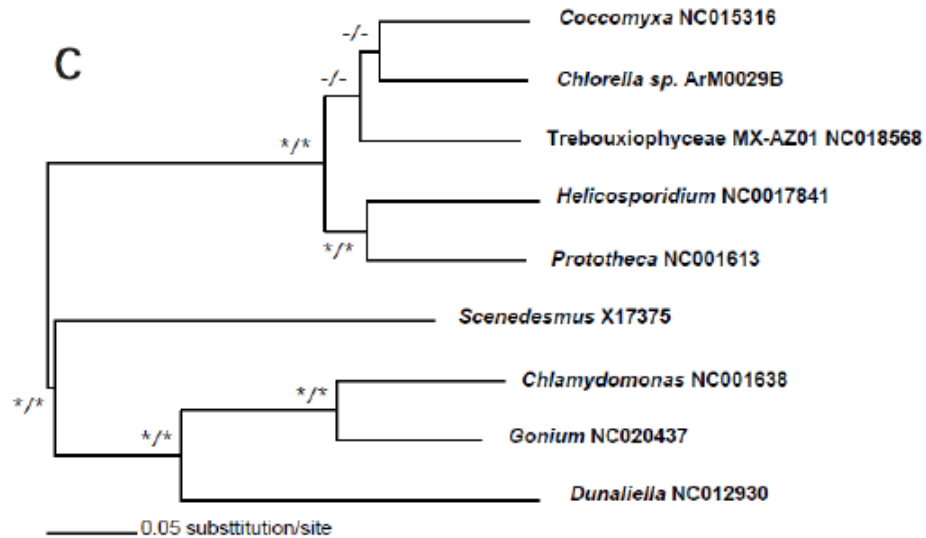 Coccomyxa NC015316
-/-
C
Chlorella sp. ArM0029B
-/-
Trebouxiophyceae MX-AZ01 NC018568
*/*
Helicosporidium NC0017841
*/*
Prototheca NC001613
Scenedesmus X17375
Chlamydomonas NC001638
*/*
*/*
Gonium NC020437
*/*
Dunaliella NC012930
0.05 substtitution/site